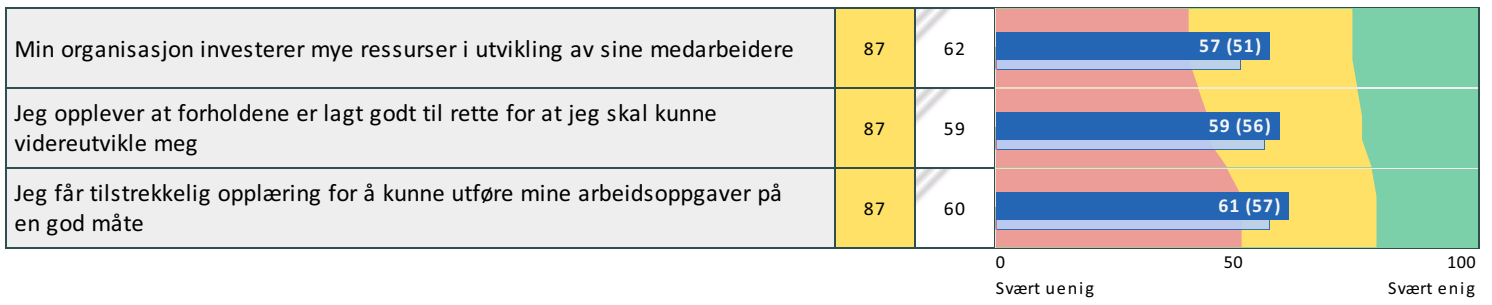 Min organisasjon investerer mye ressurser i utvikling av sine medarbeidere 87 62 57 (51)
Jeg opplever at forholdene er lagt godt til rette for at jeg skal kunne
videreutvikle meg 87 59 59 (56)
Jeg får tilstrekkelig opplæring for å kunne utføre mine arbeidsoppgaver på
en god måte 87 60 61 (57)
0 50 100
Svært uenig Svært enig